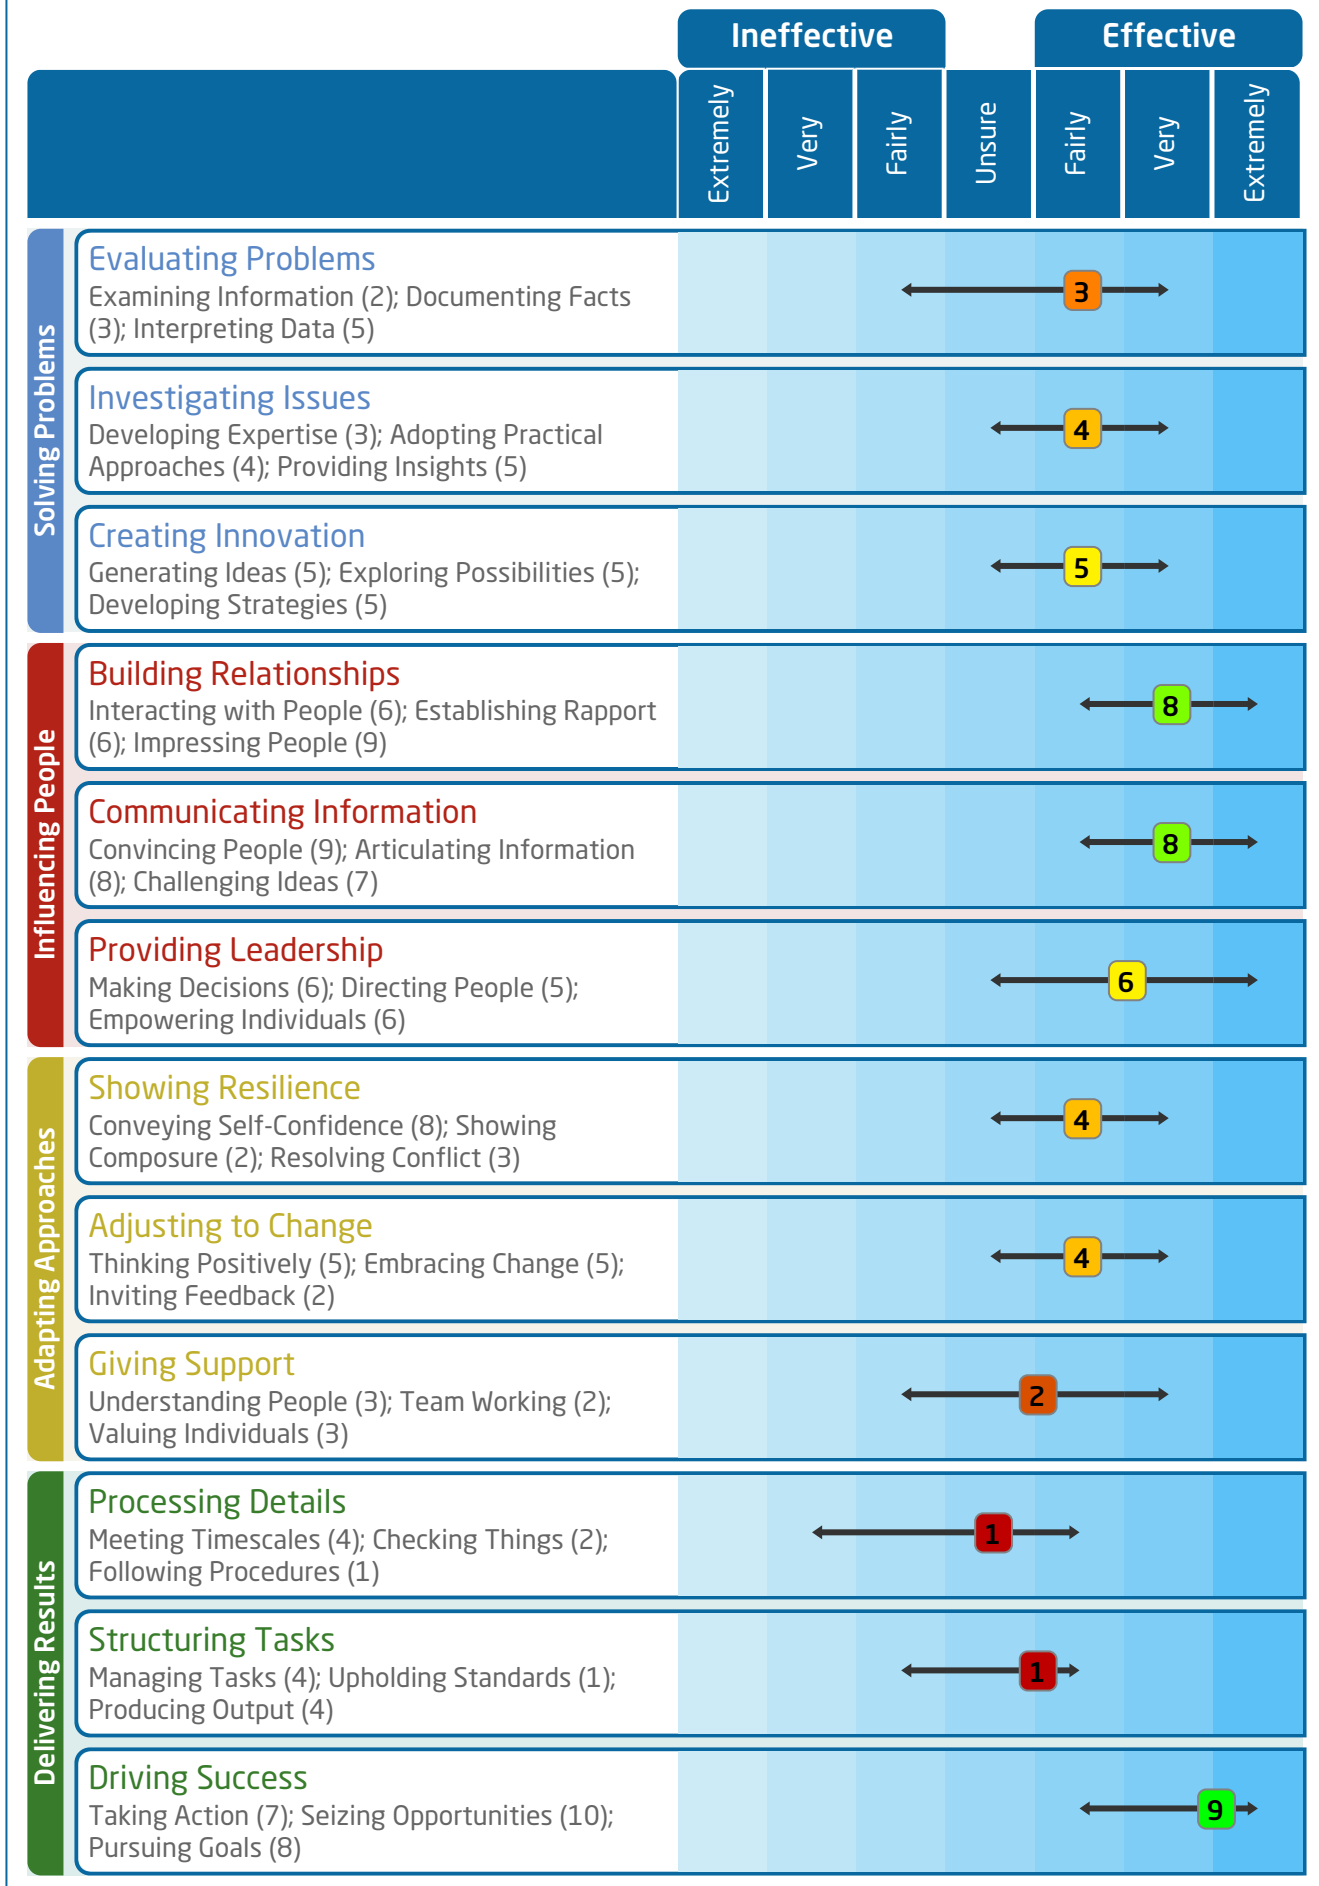 Ineffective
Effective
Extremely
Very
Fairly
Unsure
Fairly
Very
Extremely
Solving Problems
Evaluating Problems
Examining Information (2); Documenting Facts
(3); Interpreting Data (5)
3
Investigating Issues
Developing Expertise (3); Adopting Practical
Approaches (4); Providing Insights (5)
4
Creating Innovation
Generating Ideas (5); Exploring Possibilities (5);
Developing Strategies (5)
5
Influencing People
Building Relationships
Interacting with People (6); Establishing Rapport
(6); Impressing People (9)
8
Communicating Information
Convincing People (9); Articulating Information
(8); Challenging Ideas (7)
8
Providing Leadership
Making Decisions (6); Directing People (5);
Empowering Individuals (6)
6
Adapting Approaches
Showing Resilience
Conveying Self-Confidence (8); Showing
Composure (2); Resolving Conflict (3)
4
Adjusting to Change
Thinking Positively (5); Embracing Change (5);
Inviting Feedback (2)
4
Giving Support
Understanding People (3); Team Working (2);
Valuing Individuals (3)
2
Delivering Results
Processing Details
Meeting Timescales (4); Checking Things (2);
Following Procedures (1)
1
Structuring Tasks
Managing Tasks (4); Upholding Standards (1);
Producing Output (4)
1
Driving Success
Taking Action (7); Seizing Opportunities (10);
Pursuing Goals (8)
9